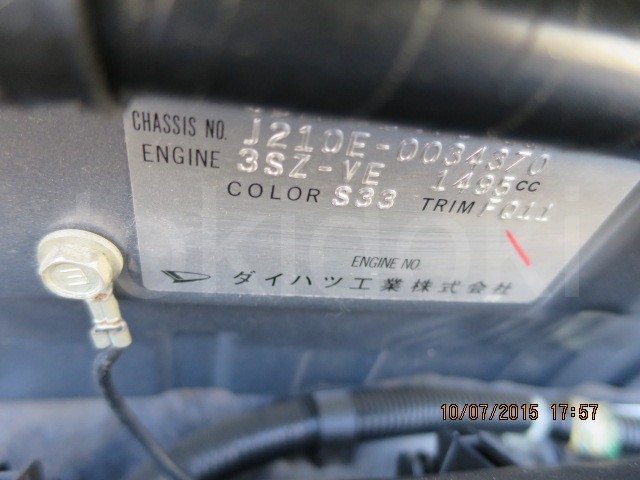 CHASSIS NO. J210E-0034370
ENGINE 3SZ-VE 1495cc
COLOR S33 TRIM FQ11
ENGINE NO.
ダイハツ工業株式会社
10/07/2015 17:57